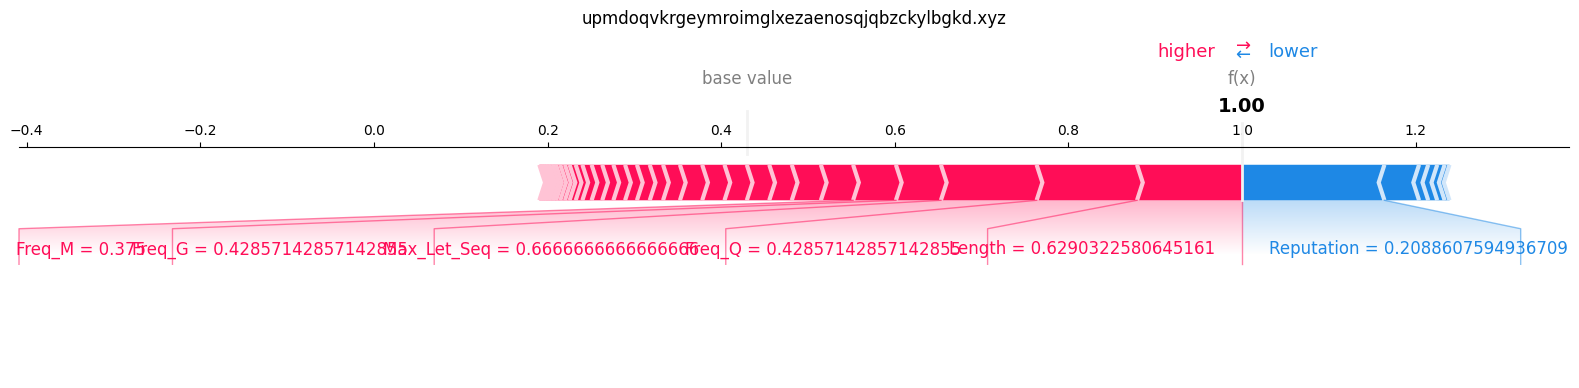 upmdoqvkrgeymroimglxezaenosqjqbzckylbgkd.xyz
higher → ← lower
base value f(x)
1.00
−0.4 −0.2 0.0 0.2 0.4 0.6 0.8 1.0 1.2
Freq_M = 0.375 Freq_G = 0.42857142857142855 Max_Let_Seq = 0.6666666666666666 Freq_Q = 0.42857142857142855 Length = 0.6290322580645161 Reputation = 0.2088607594936709